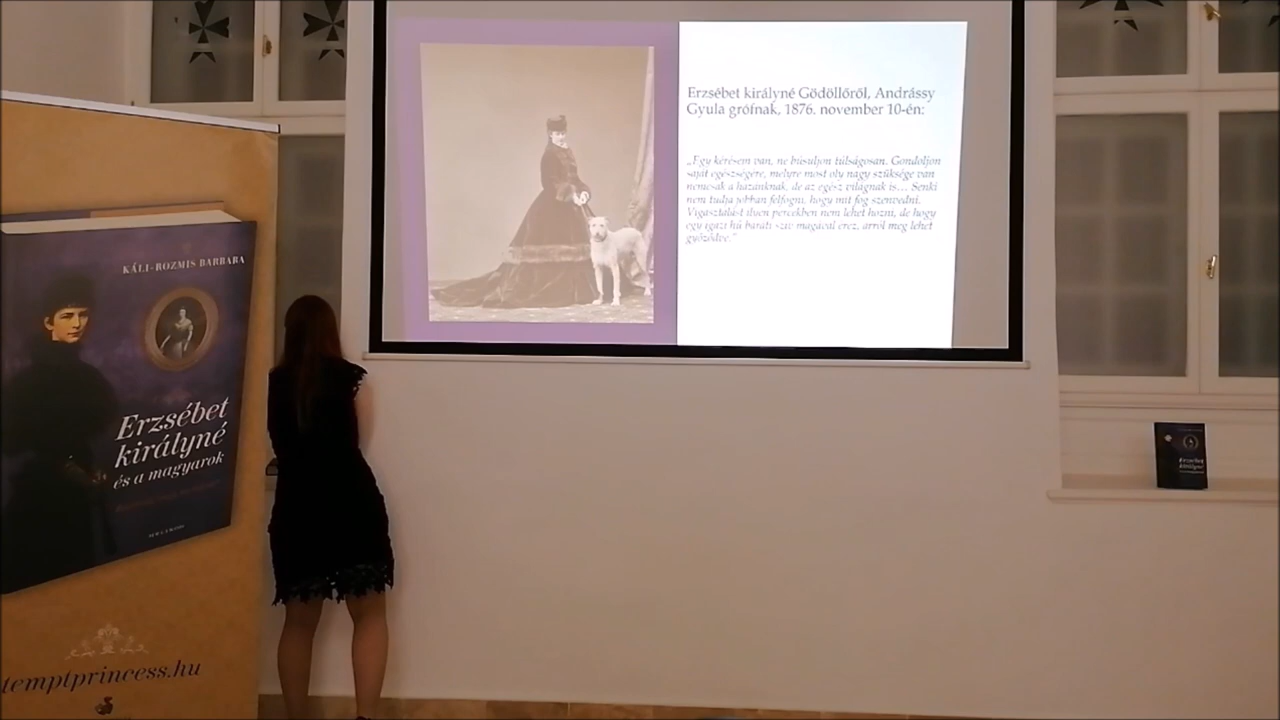 KÁLI-ROZMIS BARBARA
Erzsébet
királyné
és a magyarok
temptprincess.hu
Erzsébet királyné Gödöllőről, Andrássy
Gyula grófnak, 1876. november 10-én:
„Egy kérésem van, ne búsuljon túlságosan. Gondoljon
saját egészségére, melyre most oly nagy szüksége van
nemcsak a hazánknak, de az egész világnak is... Senki
nem tudja jobban felfogni, hogy mit fog szenvedni.
Vigasztalást ilyen percekben nem lehet hozni, de hogy
egy igazi hű baráti szív magával érez, arról meg lehet
győződve."
Erzsébet
királyné